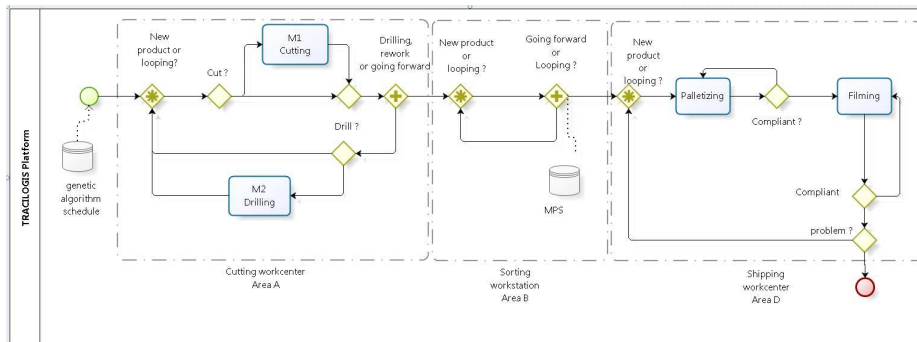 TRACILOGIS Platform
genetic
algorithm
schedule
New
product or
looping?
Cut ?
M1
Cutting
Drilling,
rework
or going forward
Drill ?
M2
Drilling
Cutting workcenter
Area A
New product or
looping ?
Going forward
or
Looping ?
MPS
Sorting
workstation
Area B
New
product
or
looping ?
Palletizing
Compliant ?
Filming
Compliant
problem ?
Shipping
workcenter
Area D